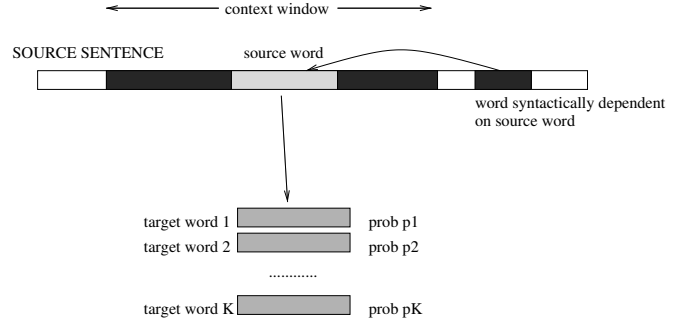 context window
SOURCE SENTENCE
source word
word syntactically dependent
on source word
target word 1 prob p1
target word 2 prob p2
............
target word K prob pK